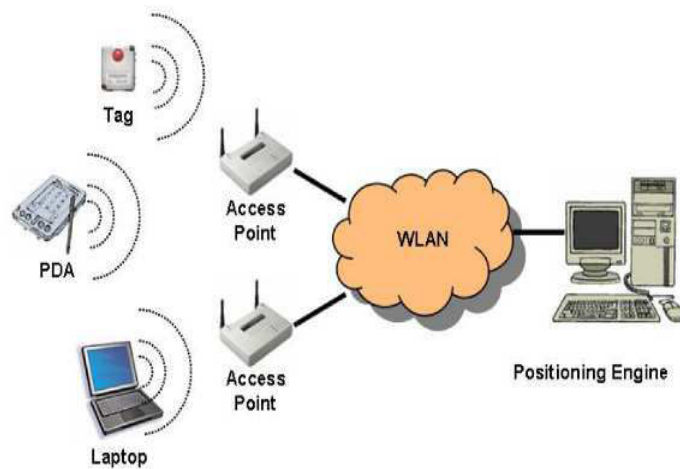 Tag
Access
Point
PDA
WLAN
Access
Point
Positioning Engine
Laptop